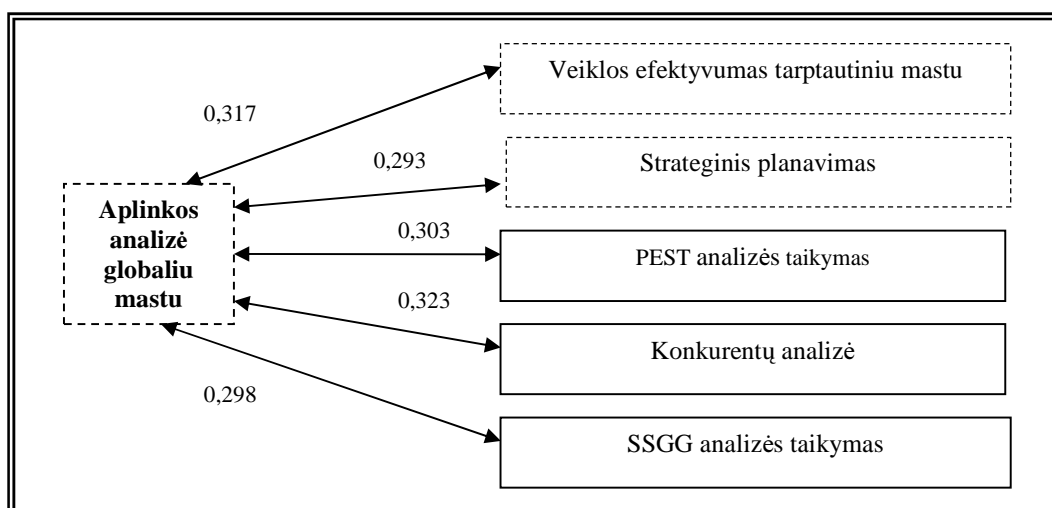 Veiklos efektyvumas tarptautiniu mastu
0,317
0,293
Strateginis planavimas
Aplinkos
analizė
globaliu
mastu
0,303
PEST analizės taikymas
0,323
Konkurentų analizė
0,298
SSGG analizės taikymas